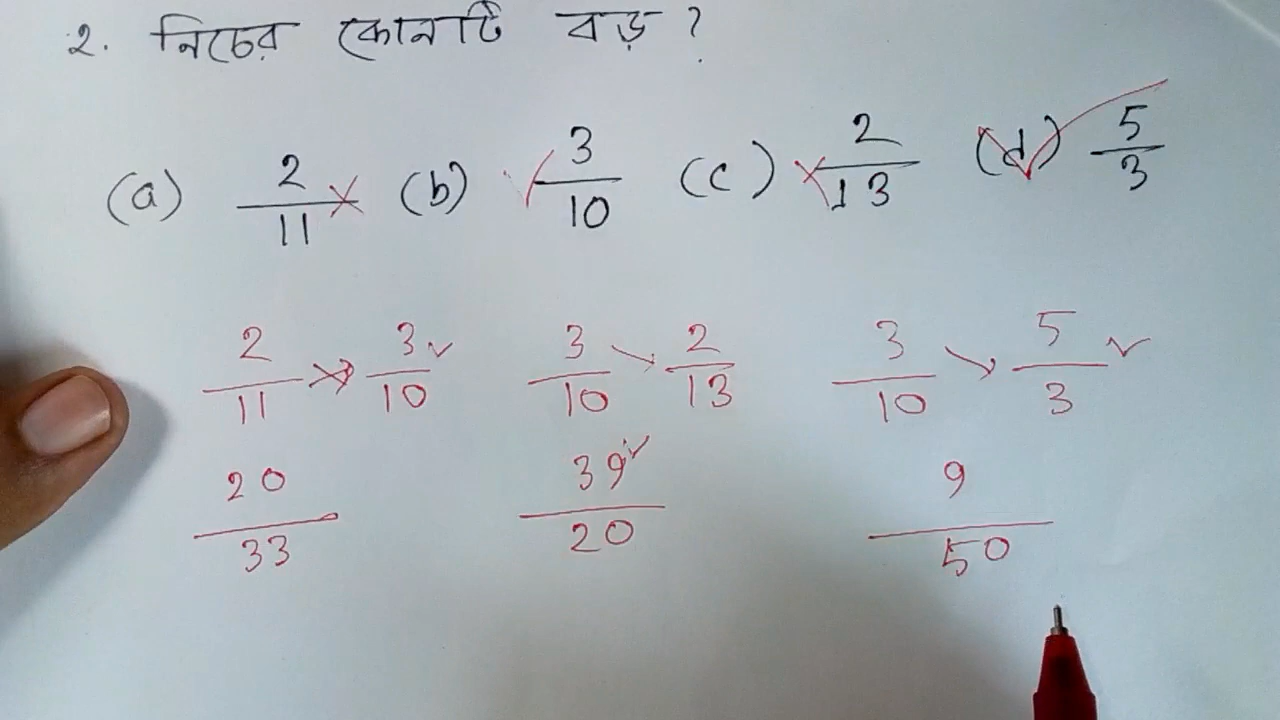 ২. নিচের কোনটি বড় ?
(a) 2/11 (b) 3/10 (c) 2/13 (d) 5/3
2/11 3/10 3/10 2/13 3/10 5/3
20/33 39/20 9/50